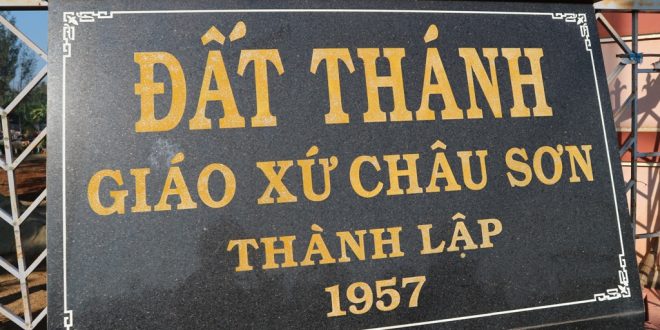 ĐẤT THÁNH
GIÁO XỨ CHÂU SƠN
THÀNH LẬP
1957